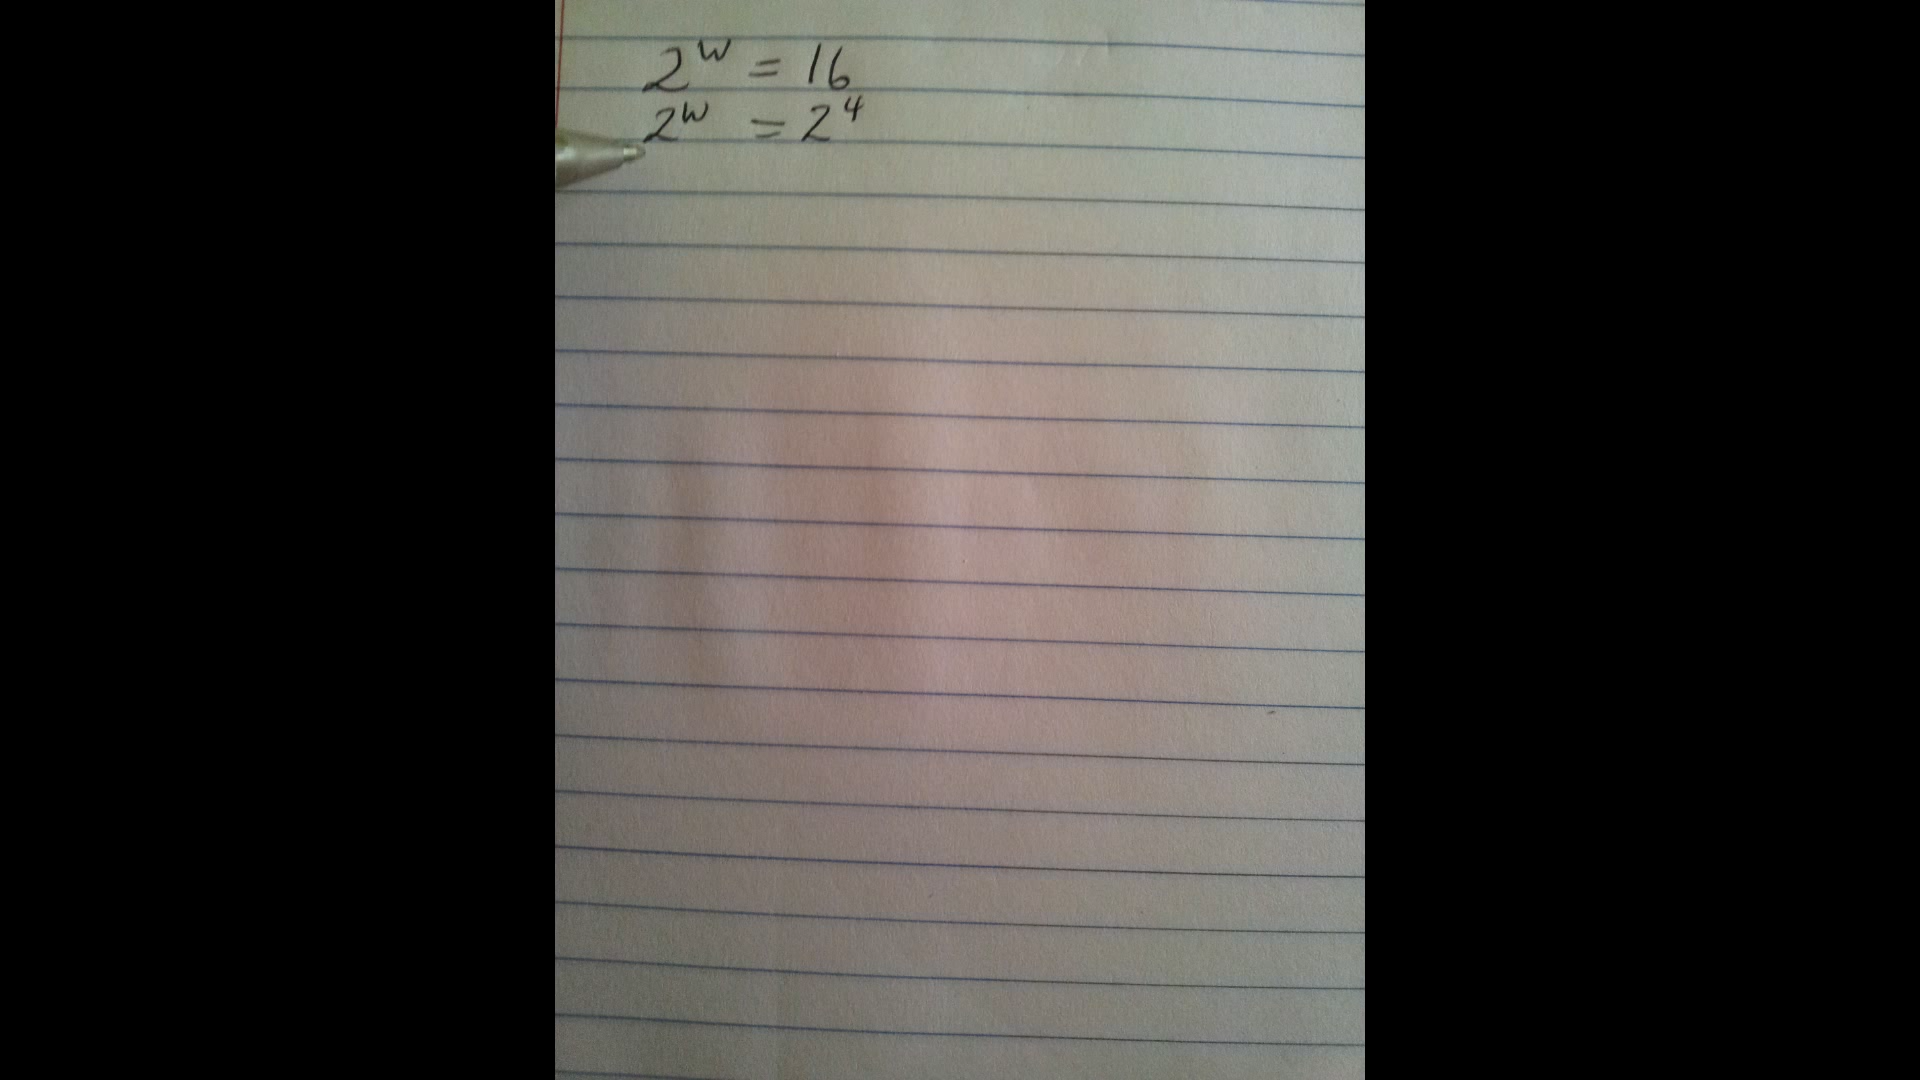 2^w = 16
2^w = 2^4